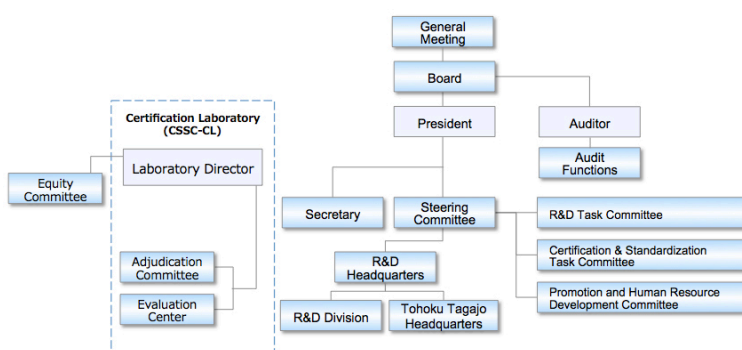 General
Meeting
Board
President
Auditor
Audit
Functions
Certification Laboratory
(CSSC-CL)
Laboratory Director
Equity
Committee
Adjudication
Committee
Evaluation
Center
Secretary
Steering
Committee
R&D
Headquarters
R&D Division
Tohoku Tagajo
Headquarters
R&D Task Committee
Certification & Standardization
Task Committee
Promotion and Human Resource
Development Committee